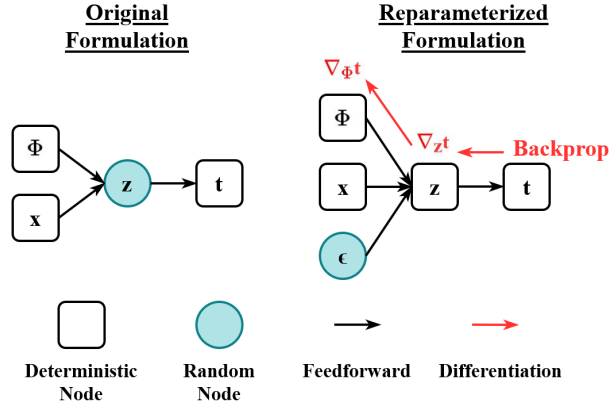 Original
Formulation
Reparameterized
Formulation
Φ
x
z
t
∇Φt
∇zt
Backprop
Φ
x
ϵ
z
t
Deterministic
Node
Random
Node
Feedforward
Differentiation